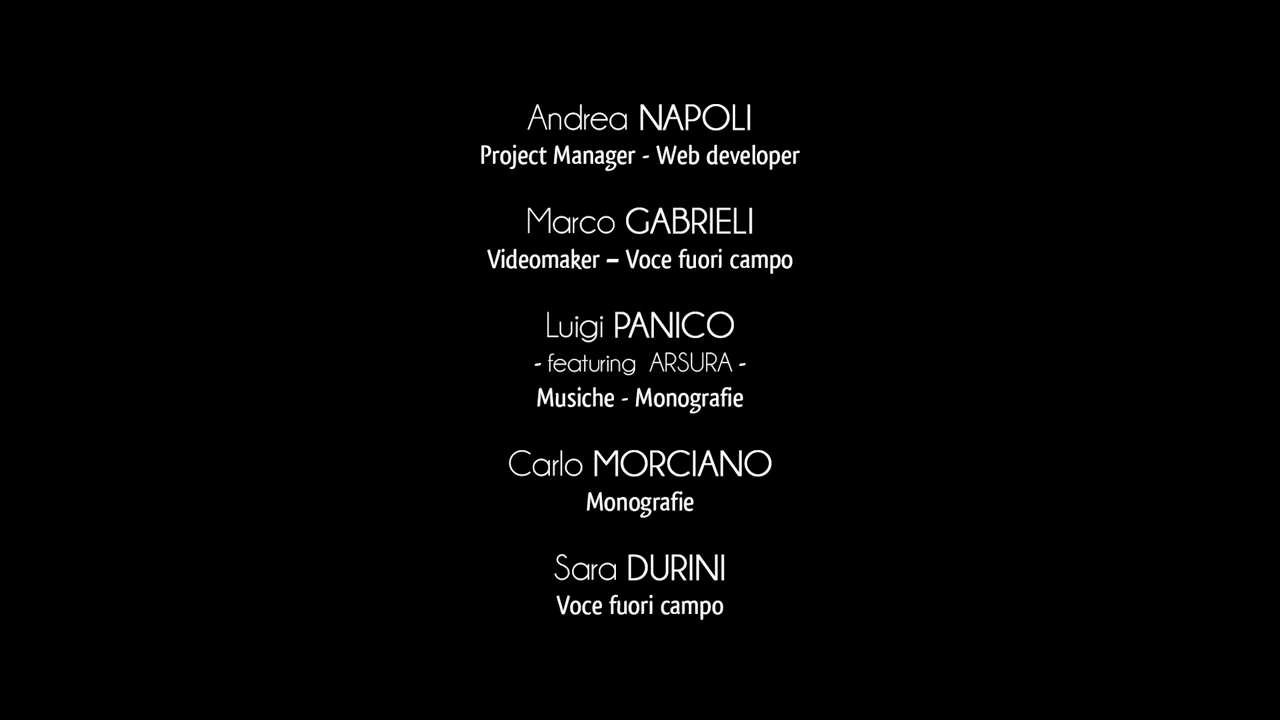 Andrea NAPOLI
Project Manager - Web developer
Marco GABRIELI
Videomaker – Voce fuori campo
Luigi PANICO
- featuring ARSURA -
Musiche - Monografie
Carlo MORCIANO
Monografie
Sara DURINI
Voce fuori campo